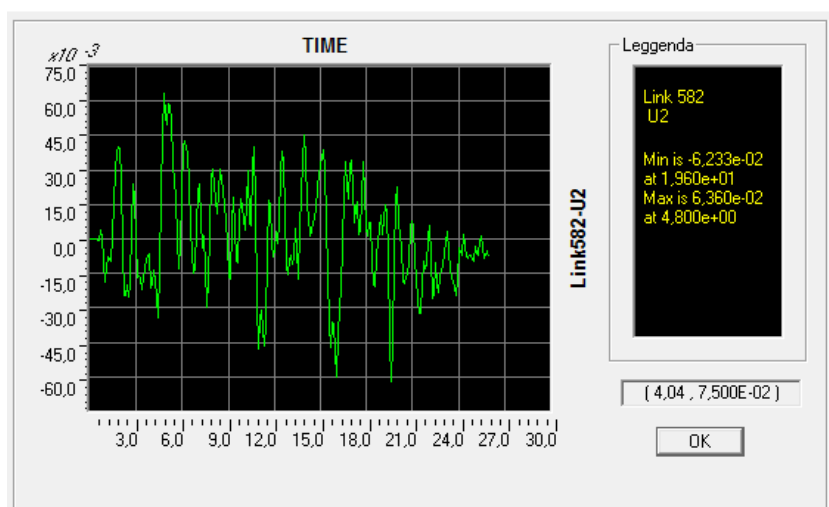 TIME
x10 -3
75,0
60,0
45,0
30,0
15,0
0,0
-15,0
-30,0
-45,0
-60,0
3,0 6,0 9,0 12,0 15,0 18,0 21,0 24,0 27,0 30,0
Link582-U2
Leggenda
Link 582
U2
Min is -6,233e-02
at 1,960e+01
Max is 6,360e-02
at 4,800e+00
( 4,04 , 7,500E-02 )
OK